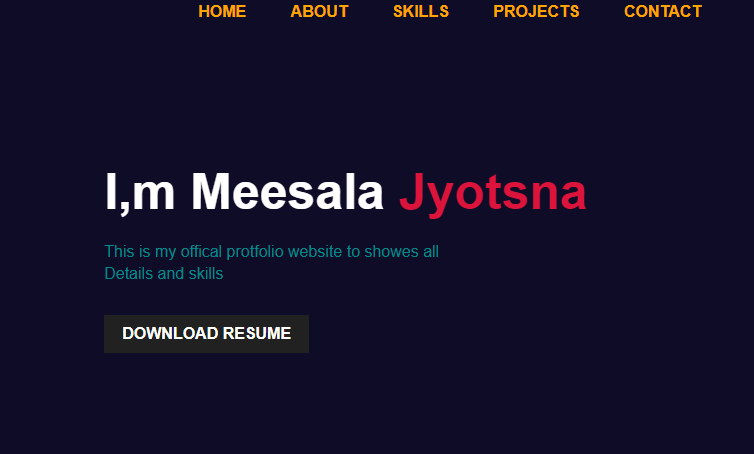 HOME ABOUT SKILLS PROJECTS CONTACT
I,m Meesala Jyotsna
This is my offical protfolio website to showes all
Details and skills
DOWNLOAD RESUME